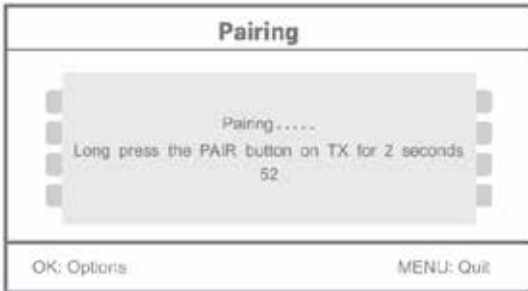 Pairing
Pairing.....
Long press the PAIR button on TX for 2 seconds
52
OK: Options
MENU: Quit